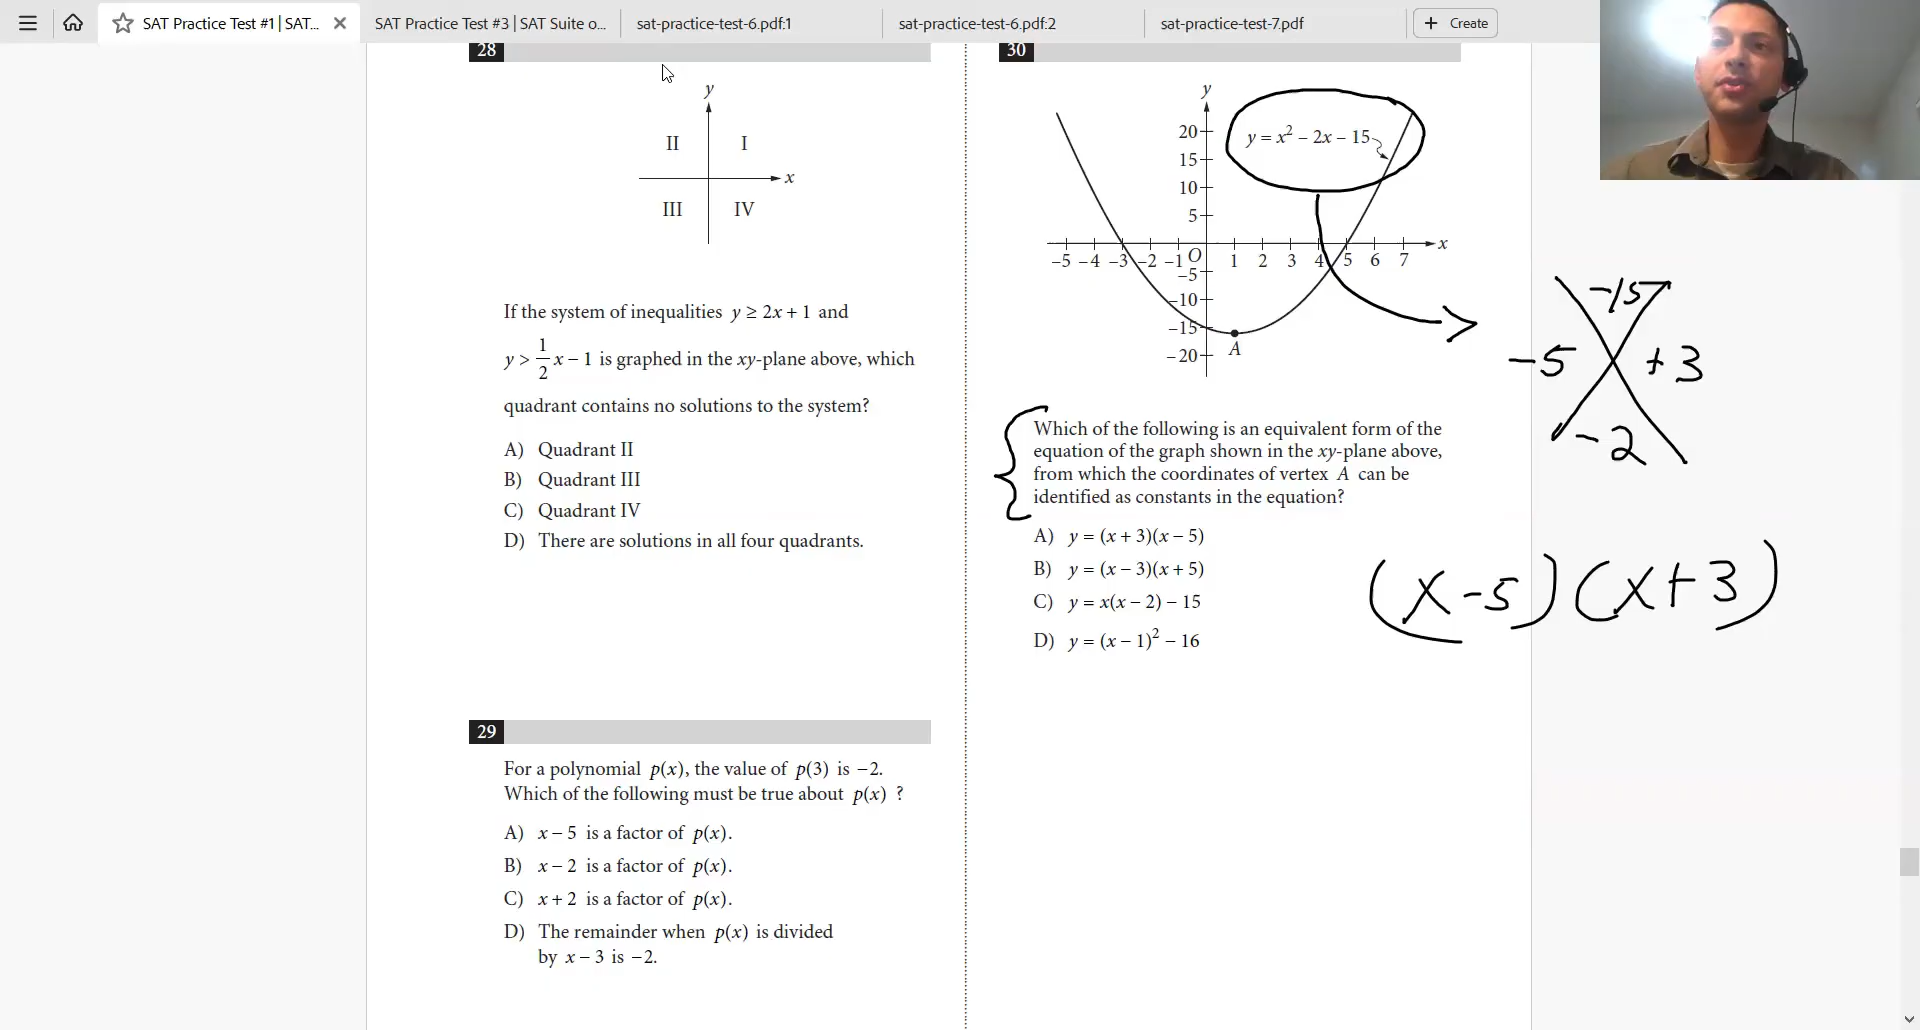 SAT Practice Test #1 | SAT...
SAT Practice Test #3 | SAT Suite o...
sat-practice-test-6.pdf:1
sat-practice-test-6.pdf:2
sat-practice-test-7.pdf
+ Create
28
y
II I
x
III IV
If the system of inequalities y ≥ 2x + 1 and
y > 1/2 x − 1 is graphed in the xy-plane above, which
quadrant contains no solutions to the system?
A) Quadrant II
B) Quadrant III
C) Quadrant IV
D) There are solutions in all four quadrants.
29
For a polynomial p(x), the value of p(3) is −2.
Which of the following must be true about p(x) ?
A) x − 5 is a factor of p(x).
B) x − 2 is a factor of p(x).
C) x + 2 is a factor of p(x).
D) The remainder when p(x) is divided
by x − 3 is −2.
30
y
y = x² − 2x − 15
20
15
10
5
x
O
−5 −4 −3 −2 −1 1 2 3 4 5 6 7
−5
−10
−15
−20
A
Which of the following is an equivalent form of the
equation of the graph shown in the xy-plane above,
from which the coordinates of vertex A can be
identified as constants in the equation?
A) y = (x + 3)(x − 5)
B) y = (x − 3)(x + 5)
C) y = x(x − 2) − 15
D) y = (x − 1)² − 16
−15
−5 +3
−2
(x−5)(x+3)